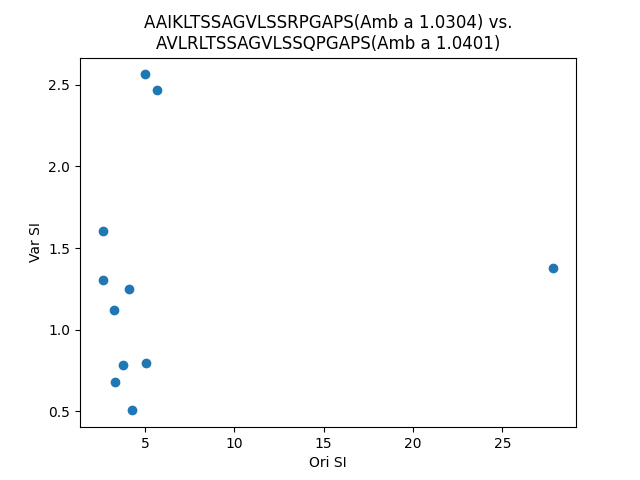 AAIKLTSSAGVLSSRPGAPS(Amb a 1.0304) vs.
AVLRLTSSAGVLSSQPGAPS(Amb a 1.0401)
2.5
2.0
1.5
1.0
0.5
Var SI
5
10
15
20
25
Ori SI